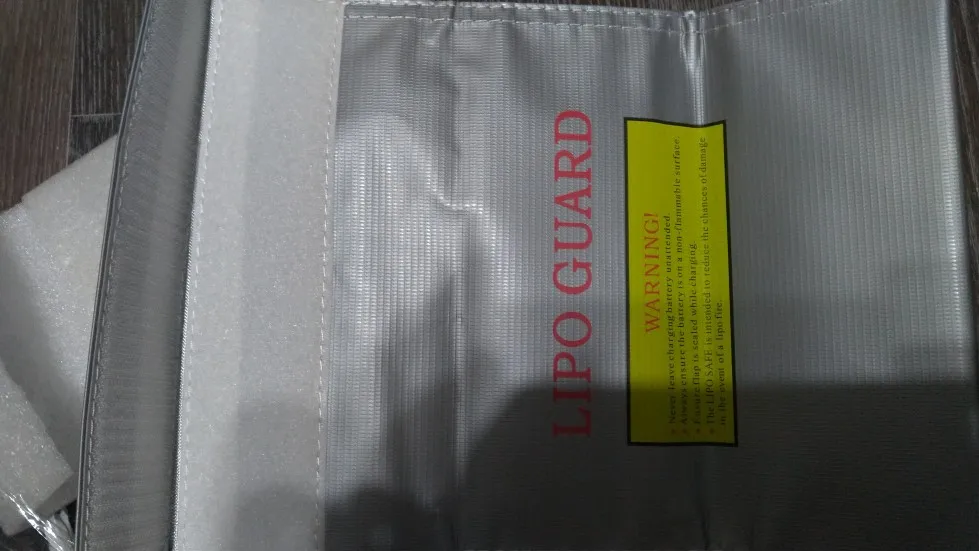 LIPO GUARD
WARNING!
* Never leave charging battery unattended.
* Always ensure the battery is on a non-flammable surface.
* Ensure flap is sealed while charging.
* The LIPO SAFE is intended to reduce the chances of damage
in the event of a lipo fire.